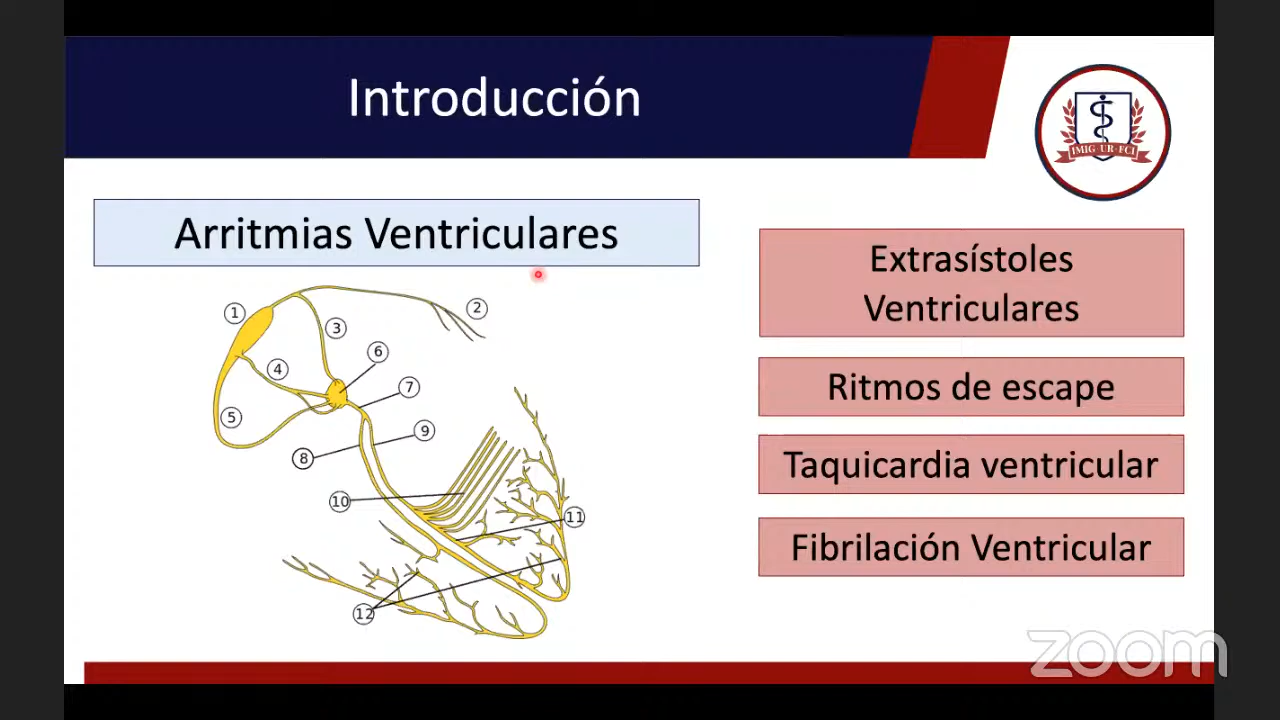 Introducción
IMIG-UR-FCI
Arritmias Ventriculares
1
2
3
6
4
7
5
9
8
10
11
12
Extrasístoles
Ventriculares
Ritmos de escape
Taquicardia ventricular
Fibrilación Ventricular
zoom